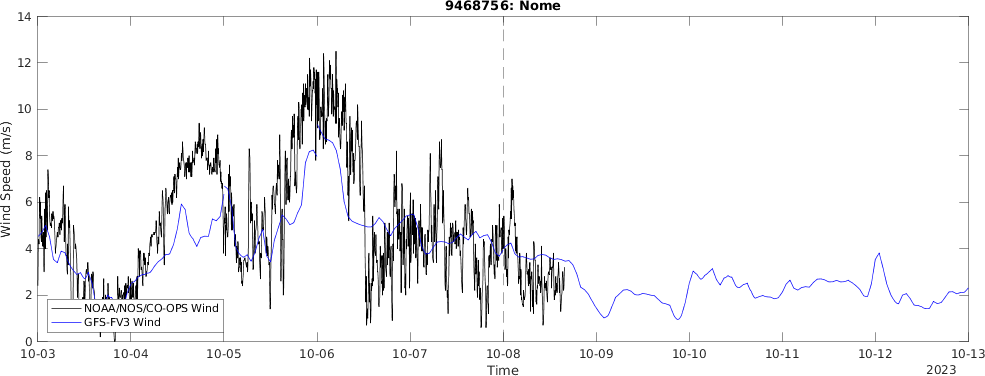 9468756: Nome
14
12
10
8
6
4
2
0
Wind Speed (m/s)
NOAA/NOS/CO-OPS Wind
GFS-FV3 Wind
10-03 10-04 10-05 10-06 10-07 10-08 10-09 10-10 10-11 10-12 10-13
Time
2023